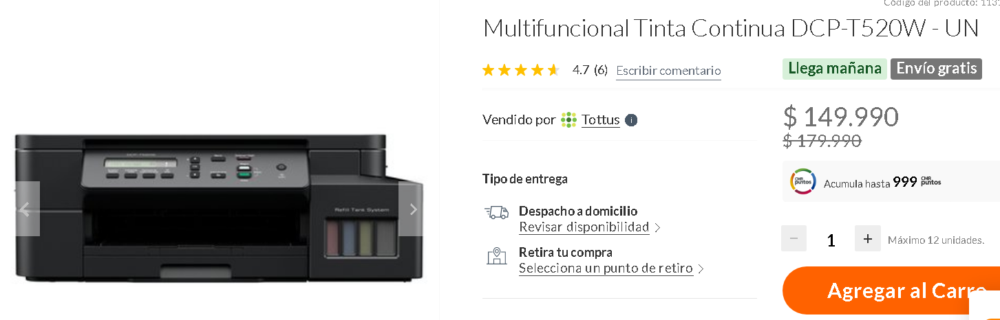 Código del producto: 1131
Multifuncional Tinta Continua DCP-T520W - UN
4.7 (6) Escribir comentario
Llega mañana Envío gratis
Vendido por Tottus i
$ 149.990
$ 179.990
CMR puntos Acumula hasta 999 CMR puntos
Tipo de entrega
Despacho a domicilio
Revisar disponibilidad
Retira tu compra
Selecciona un punto de retiro
− 1 + Máximo 12 unidades.
Agregar al Carro
Refill Tank System